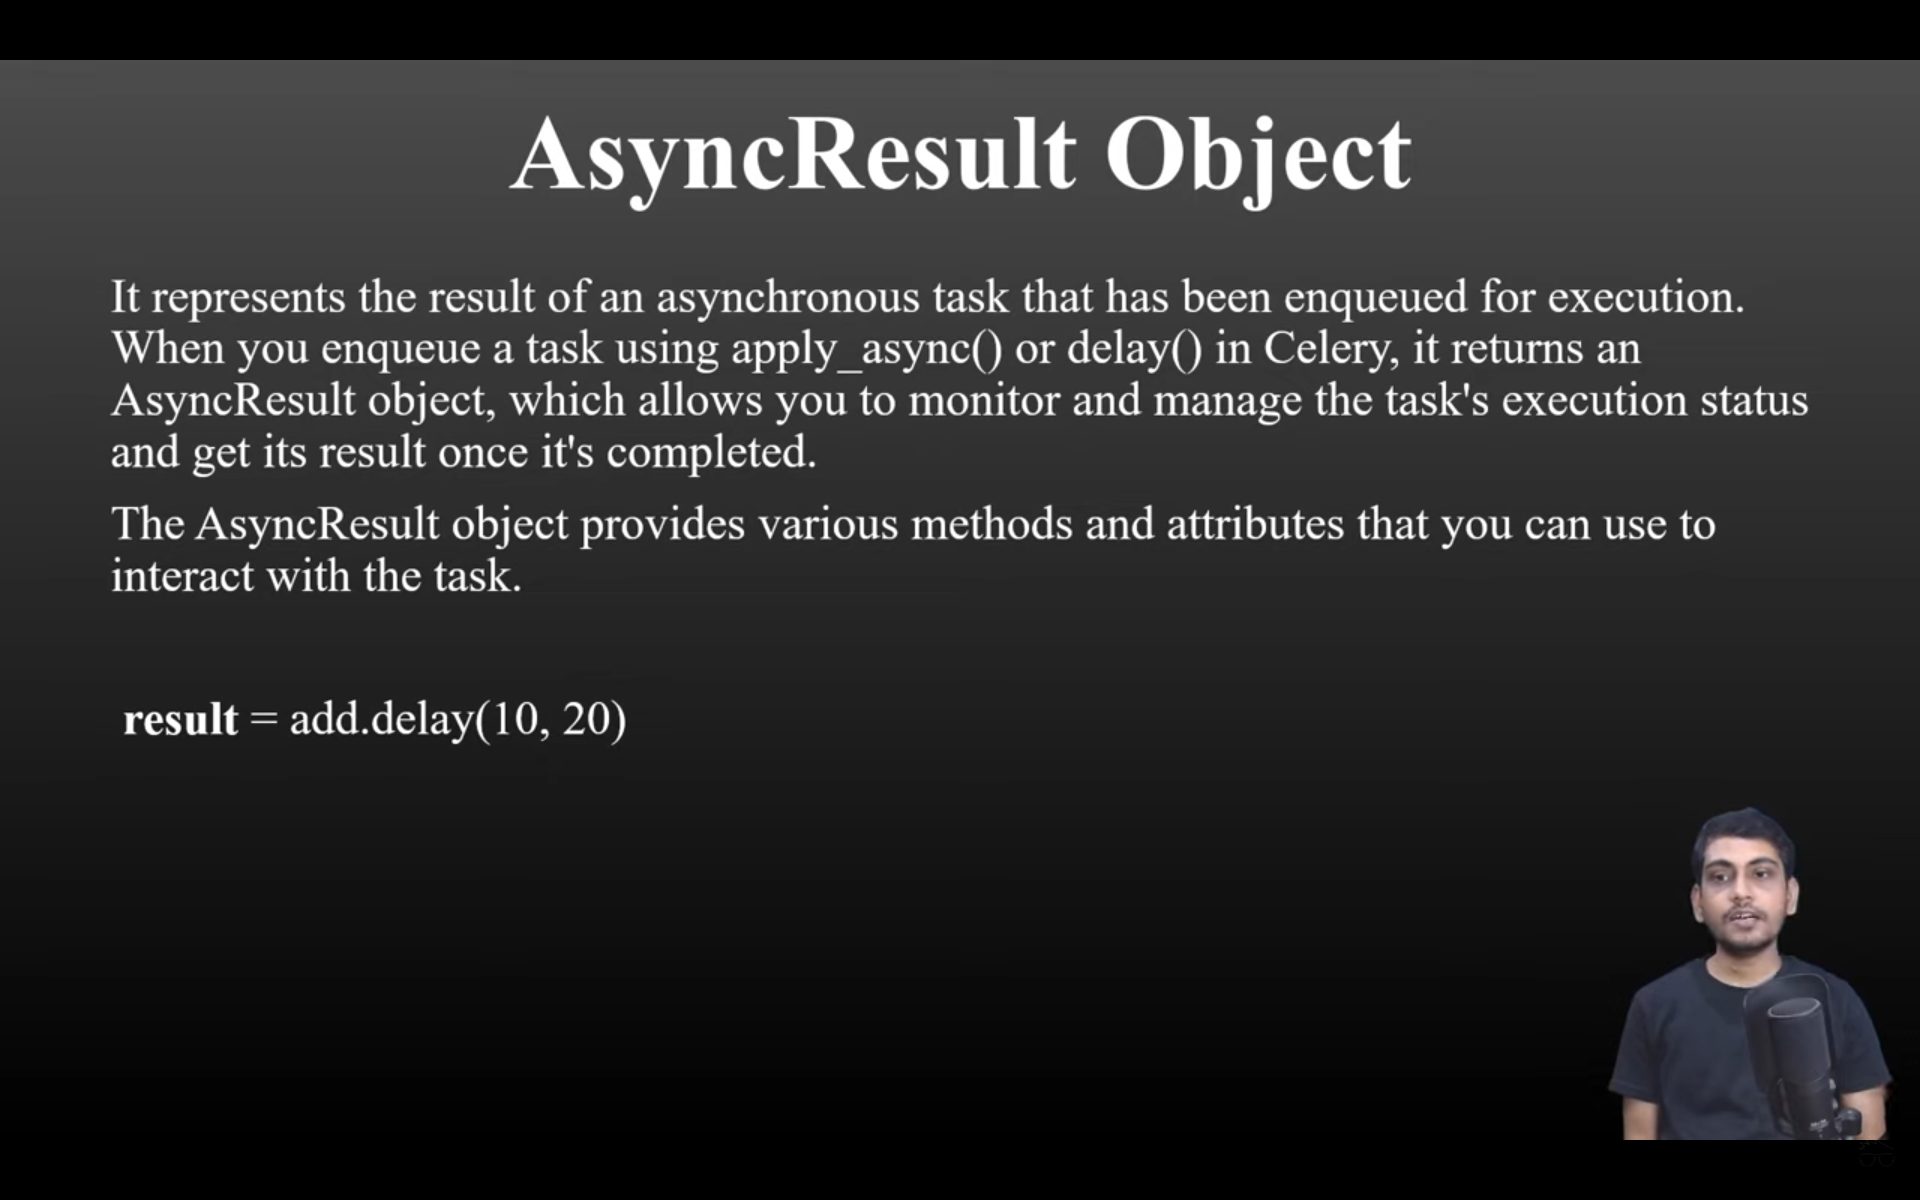 AsyncResult Object
It represents the result of an asynchronous task that has been enqueued for execution.
When you enqueue a task using apply_async() or delay() in Celery, it returns an
AsyncResult object, which allows you to monitor and manage the task's execution status
and get its result once it's completed.
The AsyncResult object provides various methods and attributes that you can use to
interact with the task.
result = add.delay(10, 20)